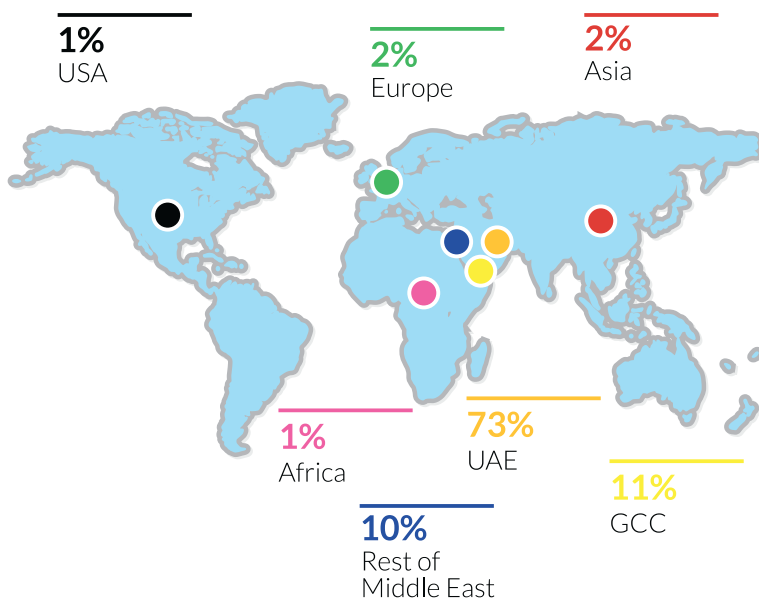 1%
USA
2%
Europe
2%
Asia
1%
Africa
73%
UAE
11%
GCC
10%
Rest of
Middle East